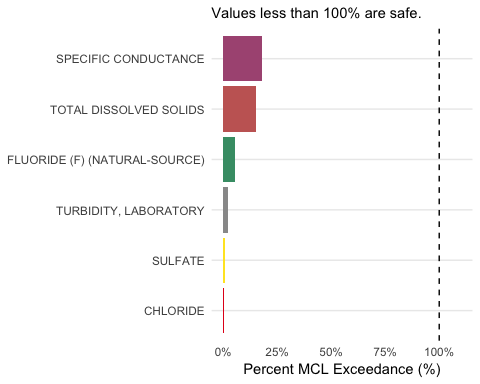 Values less than 100% are safe.
SPECIFIC CONDUCTANCE
TOTAL DISSOLVED SOLIDS
FLUORIDE (F) (NATURAL-SOURCE)
TURBIDITY, LABORATORY
SULFATE
CHLORIDE
0% 25% 50% 75% 100%
Percent MCL Exceedance (%)